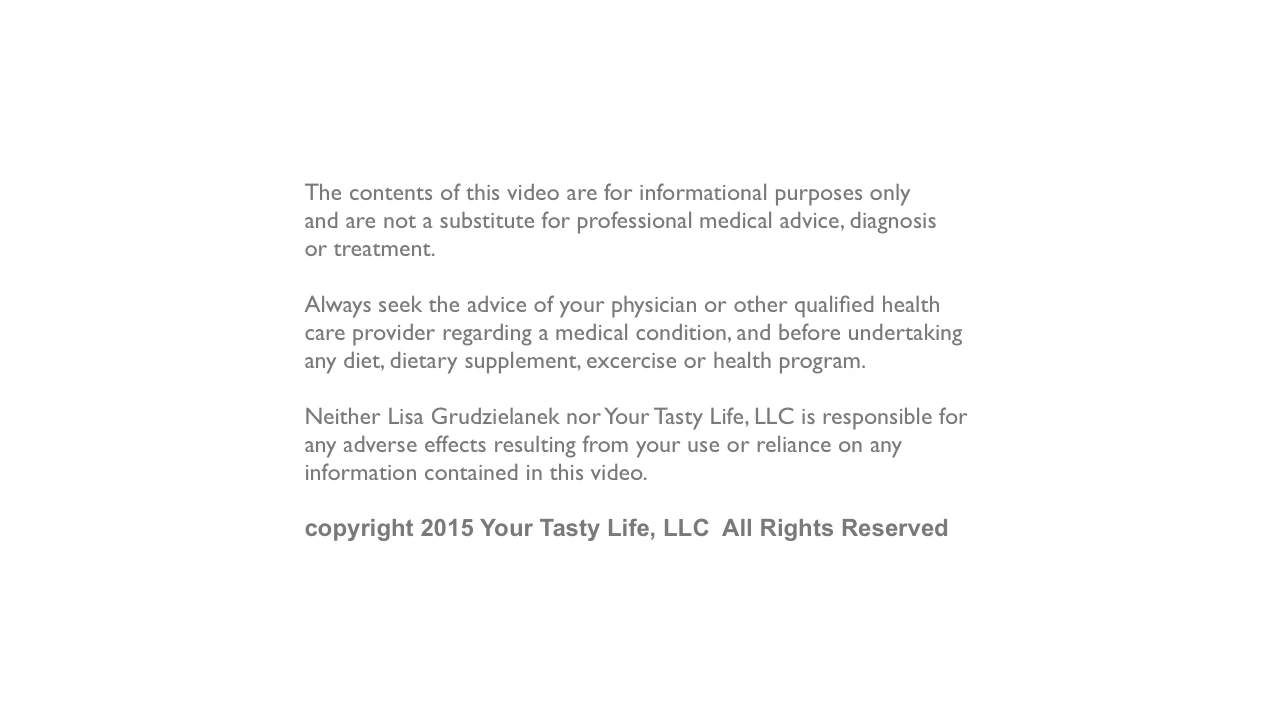 The contents of this video are for informational purposes only
and are not a substitute for professional medical advice, diagnosis
or treatment.
Always seek the advice of your physician or other qualified health
care provider regarding a medical condition, and before undertaking
any diet, dietary supplement, excercise or health program.
Neither Lisa Grudzielanek nor Your Tasty Life, LLC is responsible for
any adverse effects resulting from your use or reliance on any
information contained in this video.
copyright 2015 Your Tasty Life, LLC  All Rights Reserved